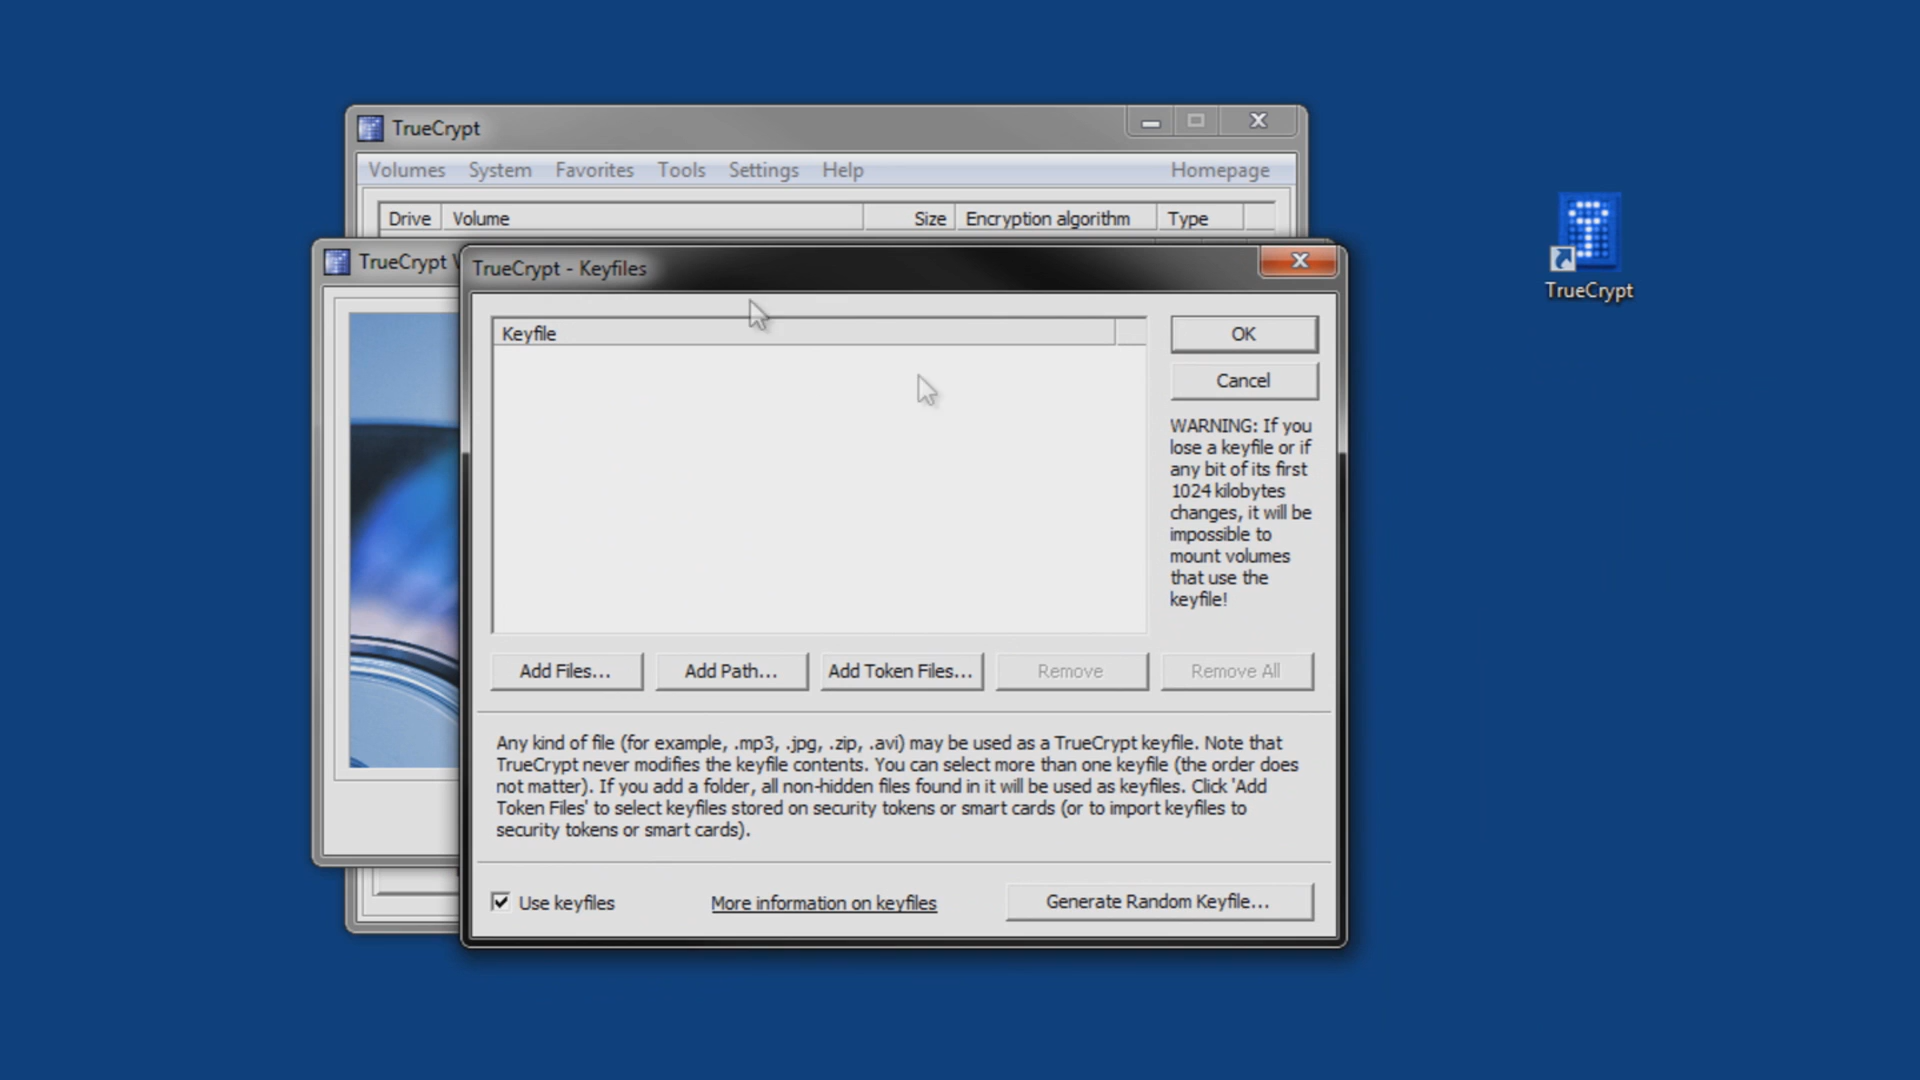 TrueCrypt
Volumes System Favorites Tools Settings Help Homepage
Drive Volume Size Encryption algorithm Type
TrueCrypt
TrueCrypt - Keyfiles
TrueCrypt
Keyfile
OK
Cancel
WARNING: If you
lose a keyfile or if
any bit of its first
1024 kilobytes
changes, it will be
impossible to
mount volumes
that use the
keyfile!
Add Files... Add Path... Add Token Files... Remove Remove All
Any kind of file (for example, .mp3, .jpg, .zip, .avi) may be used as a TrueCrypt keyfile. Note that
TrueCrypt never modifies the keyfile contents. You can select more than one keyfile (the order does
not matter). If you add a folder, all non-hidden files found in it will be used as keyfiles. Click 'Add
Token Files' to select keyfiles stored on security tokens or smart cards (or to import keyfiles to
security tokens or smart cards).
Use keyfiles More information on keyfiles Generate Random Keyfile...